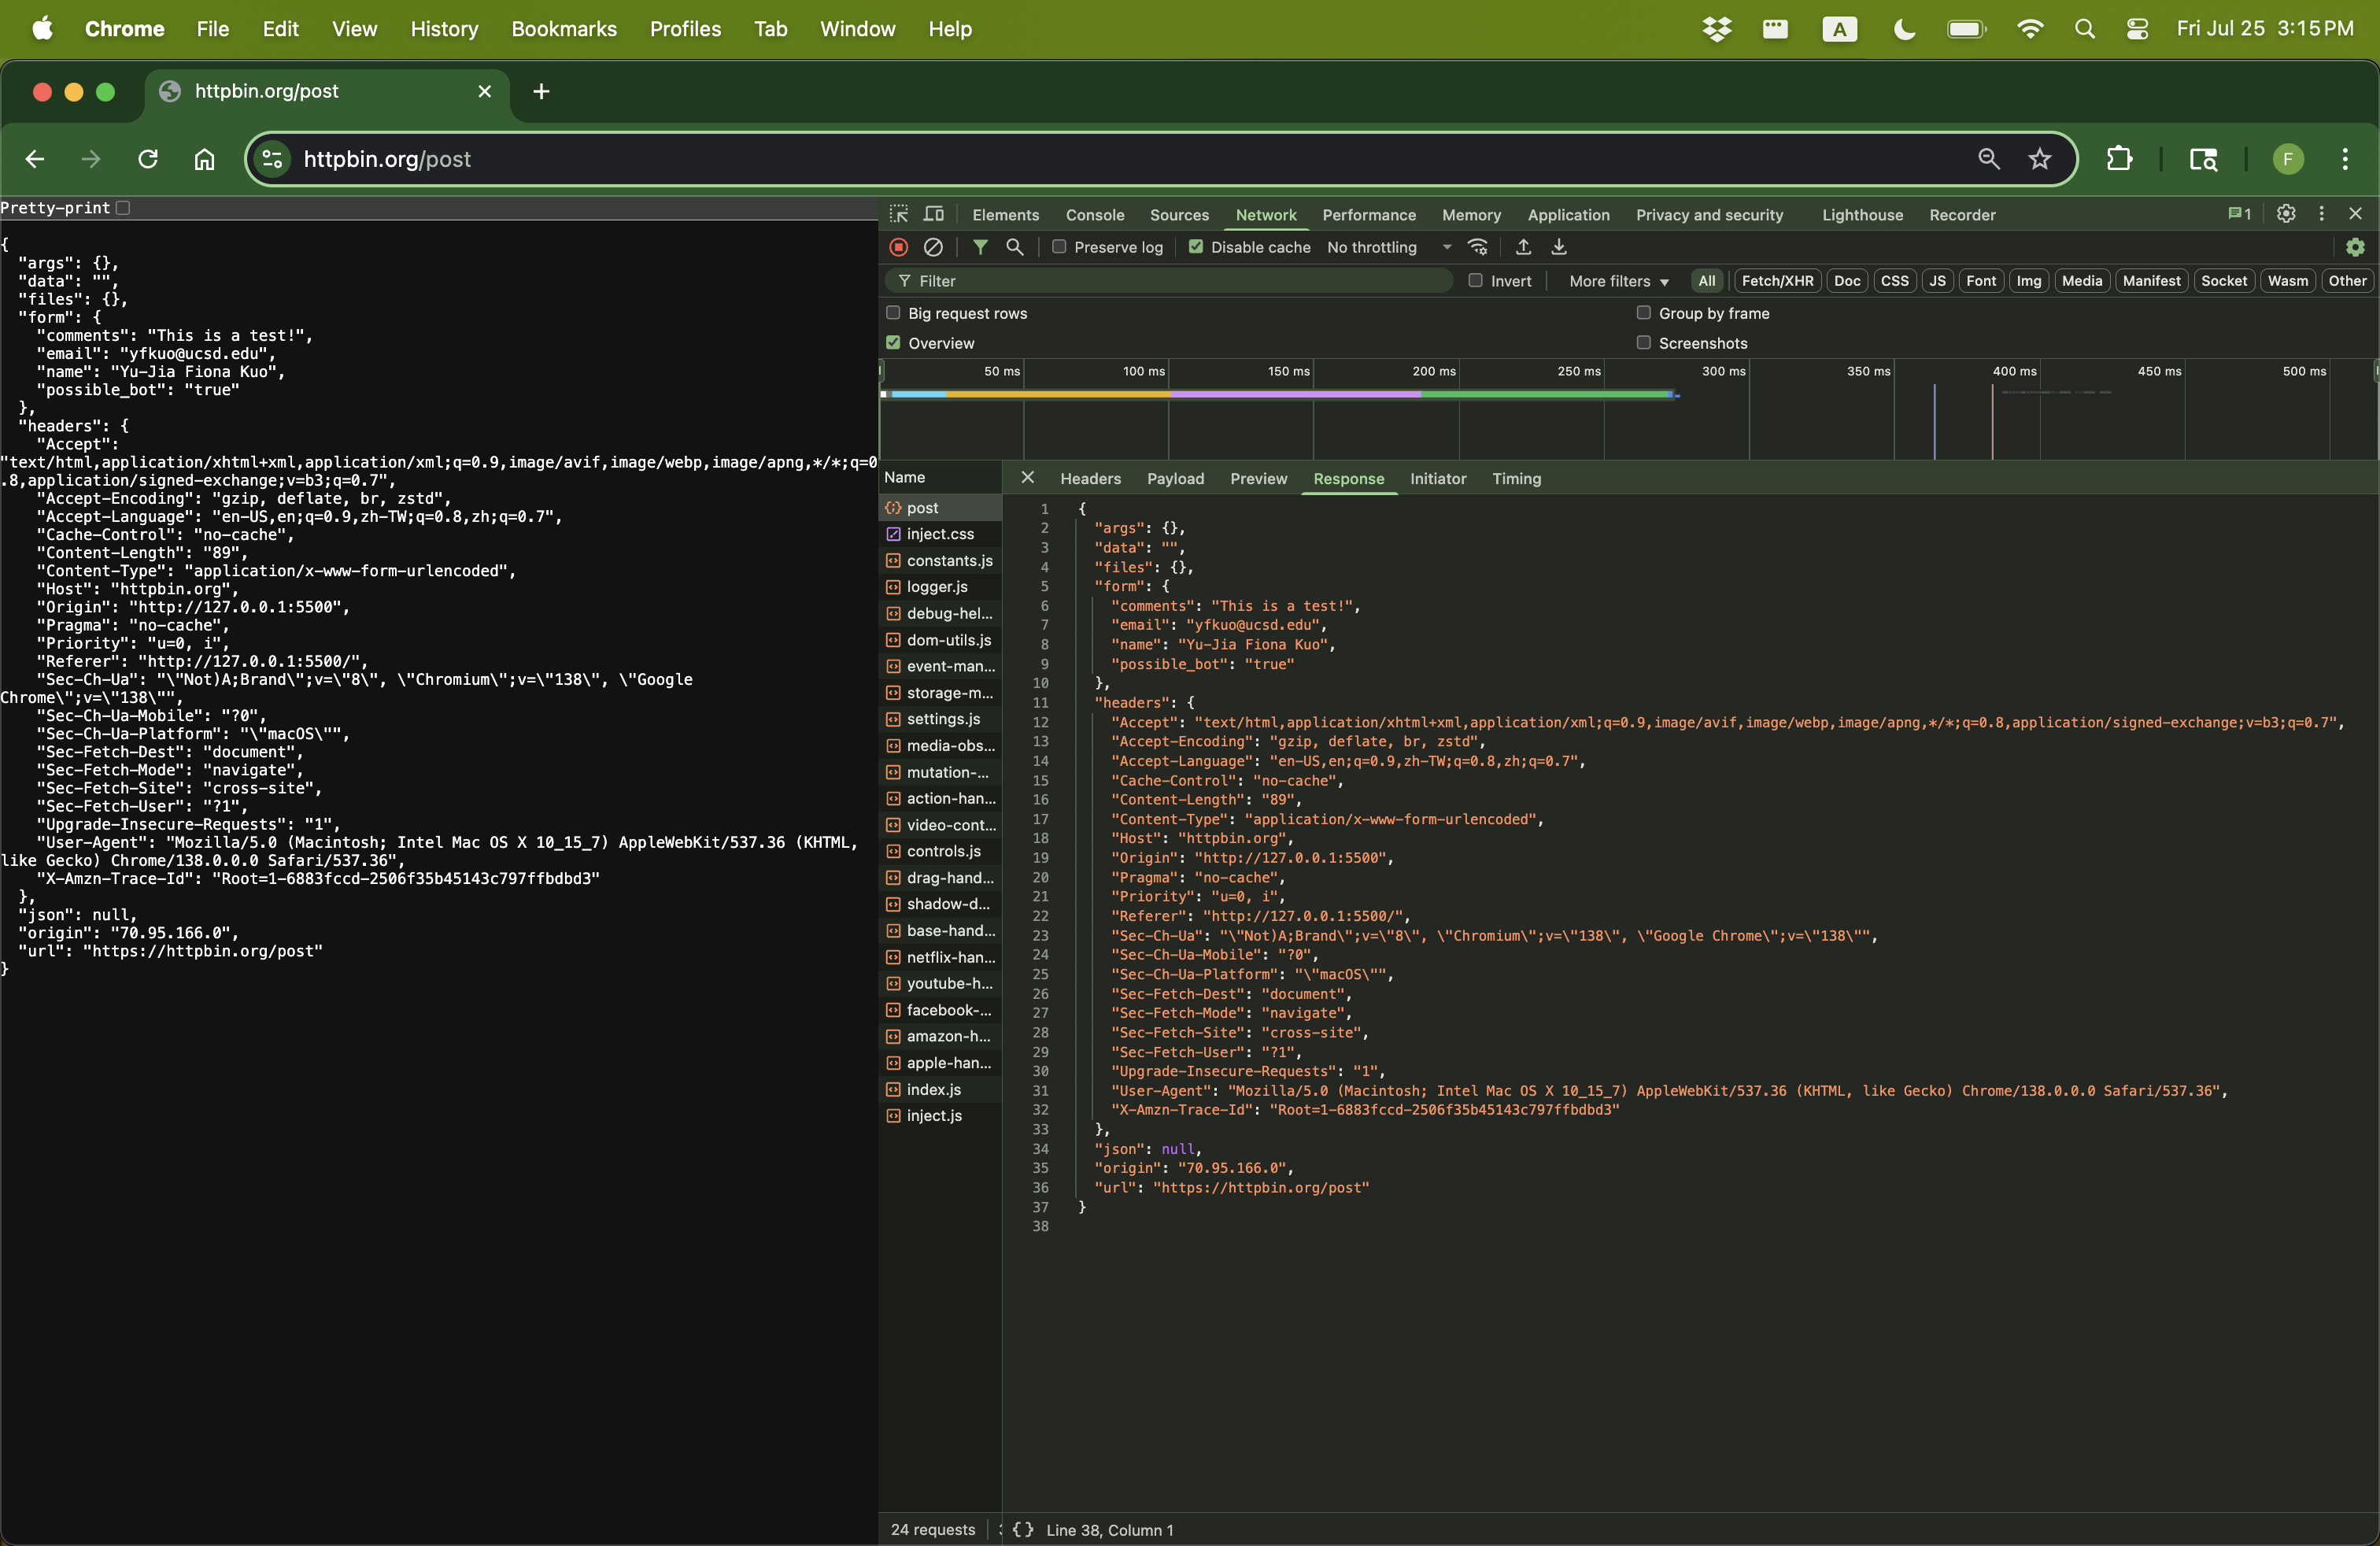 Chrome File Edit View History Bookmarks Profiles Tab Window Help A Fri Jul 25 3:15 PM
httpbin.org/post
httpbin.org/post F
Pretty-print
{
  "args": {},
  "data": "",
  "files": {},
  "form": {
    "comments": "This is a test!",
    "email": "yfkuo@ucsd.edu",
    "name": "Yu-Jia Fiona Kuo",
    "possible_bot": "true"
  },
  "headers": {
    "Accept":
"text/html,application/xhtml+xml,application/xml;q=0.9,image/avif,image/webp,image/apng,*/*;q=0
.8,application/signed-exchange;v=b3;q=0.7",
    "Accept-Encoding": "gzip, deflate, br, zstd",
    "Accept-Language": "en-US,en;q=0.9,zh-TW;q=0.8,zh;q=0.7",
    "Cache-Control": "no-cache",
    "Content-Length": "89",
    "Content-Type": "application/x-www-form-urlencoded",
    "Host": "httpbin.org",
    "Origin": "http://127.0.0.1:5500",
    "Pragma": "no-cache",
    "Priority": "u=0, i",
    "Referer": "http://127.0.0.1:5500/",
    "Sec-Ch-Ua": "\"Not)A;Brand\";v=\"8\", \"Chromium\";v=\"138\", \"Google
Chrome\";v=\"138\"",
    "Sec-Ch-Ua-Mobile": "?0",
    "Sec-Ch-Ua-Platform": "\"macOS\"",
    "Sec-Fetch-Dest": "document",
    "Sec-Fetch-Mode": "navigate",
    "Sec-Fetch-Site": "cross-site",
    "Sec-Fetch-User": "?1",
    "Upgrade-Insecure-Requests": "1",
    "User-Agent": "Mozilla/5.0 (Macintosh; Intel Mac OS X 10_15_7) AppleWebKit/537.36 (KHTML,
like Gecko) Chrome/138.0.0.0 Safari/537.36",
    "X-Amzn-Trace-Id": "Root=1-6883fccd-2506f35b45143c797ffbdbd3"
  },
  "json": null,
  "origin": "70.95.166.0",
  "url": "https://httpbin.org/post"
}
Elements Console Sources Network Performance Memory Application Privacy and security Lighthouse Recorder 1
Preserve log Disable cache No throttling
Filter Invert More filters All Fetch/XHR Doc CSS JS Font Img Media Manifest Socket Wasm Other
Big request rows Group by frame
Overview Screenshots
50 ms 100 ms 150 ms 200 ms 250 ms 300 ms 350 ms 400 ms 450 ms 500 ms
Name
post
inject.css
constants.js
logger.js
debug-hel...
dom-utils.js
event-man...
storage-m...
settings.js
media-obs...
mutation-...
action-han...
video-cont...
controls.js
drag-hand...
shadow-d...
base-hand...
netflix-han...
youtube-h...
facebook-...
amazon-h...
apple-han...
index.js
inject.js
Headers Payload Preview Response Initiator Timing
1 {
2   "args": {},
3   "data": "",
4   "files": {},
5   "form": {
6     "comments": "This is a test!",
7     "email": "yfkuo@ucsd.edu",
8     "name": "Yu-Jia Fiona Kuo",
9     "possible_bot": "true"
10   },
11   "headers": {
12     "Accept": "text/html,application/xhtml+xml,application/xml;q=0.9,image/avif,image/webp,image/apng,*/*;q=0.8,application/signed-exchange;v=b3;q=0.7",
13     "Accept-Encoding": "gzip, deflate, br, zstd",
14     "Accept-Language": "en-US,en;q=0.9,zh-TW;q=0.8,zh;q=0.7",
15     "Cache-Control": "no-cache",
16     "Content-Length": "89",
17     "Content-Type": "application/x-www-form-urlencoded",
18     "Host": "httpbin.org",
19     "Origin": "http://127.0.0.1:5500",
20     "Pragma": "no-cache",
21     "Priority": "u=0, i",
22     "Referer": "http://127.0.0.1:5500/",
23     "Sec-Ch-Ua": "\"Not)A;Brand\";v=\"8\", \"Chromium\";v=\"138\", \"Google Chrome\";v=\"138\"",
24     "Sec-Ch-Ua-Mobile": "?0",
25     "Sec-Ch-Ua-Platform": "\"macOS\"",
26     "Sec-Fetch-Dest": "document",
27     "Sec-Fetch-Mode": "navigate",
28     "Sec-Fetch-Site": "cross-site",
29     "Sec-Fetch-User": "?1",
30     "Upgrade-Insecure-Requests": "1",
31     "User-Agent": "Mozilla/5.0 (Macintosh; Intel Mac OS X 10_15_7) AppleWebKit/537.36 (KHTML, like Gecko) Chrome/138.0.0.0 Safari/537.36",
32     "X-Amzn-Trace-Id": "Root=1-6883fccd-2506f35b45143c797ffbdbd3"
33   },
34   "json": null,
35   "origin": "70.95.166.0",
36   "url": "https://httpbin.org/post"
37 }
38
24 requests {} Line 38, Column 1